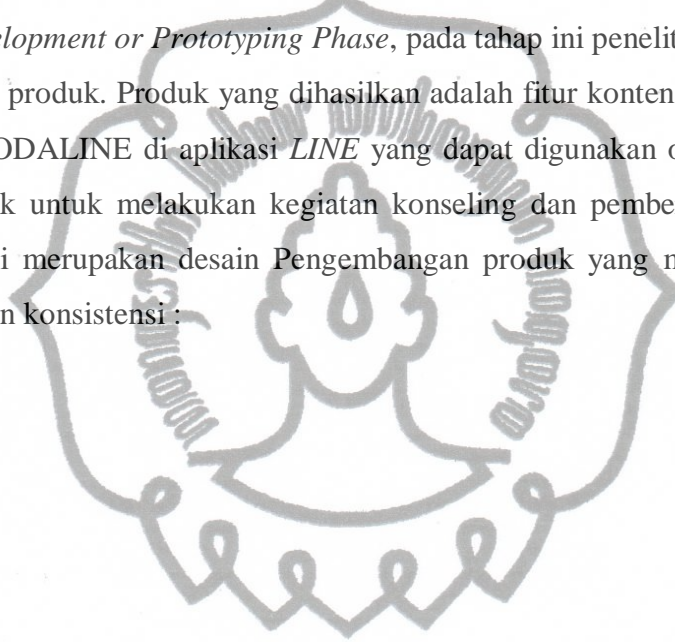 elopment or Prototyping Phase, pada tahap ini penelit
produk. Produk yang dihasilkan adalah fitur konten
ODALINE di aplikasi LINE yang dapat digunakan o
k untuk melakukan kegiatan konseling dan pembe
i merupakan desain Pengembangan produk yang m
n konsistensi :